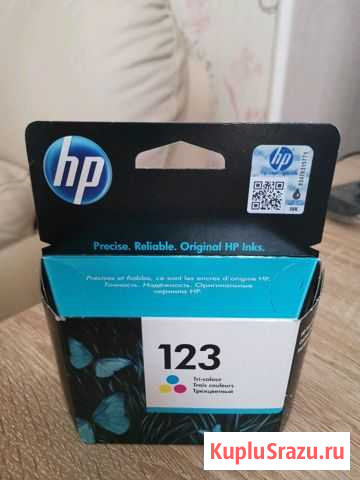 hp
Precise. Reliable. Original HP Inks.
Précises et fiables, ce sont les encres d'origine HP.
Точность. Надежность. Оригинальные
чернила HP.
123
Tri-colour
Trois couleurs
Трехцветный
KupluSrazu.ru